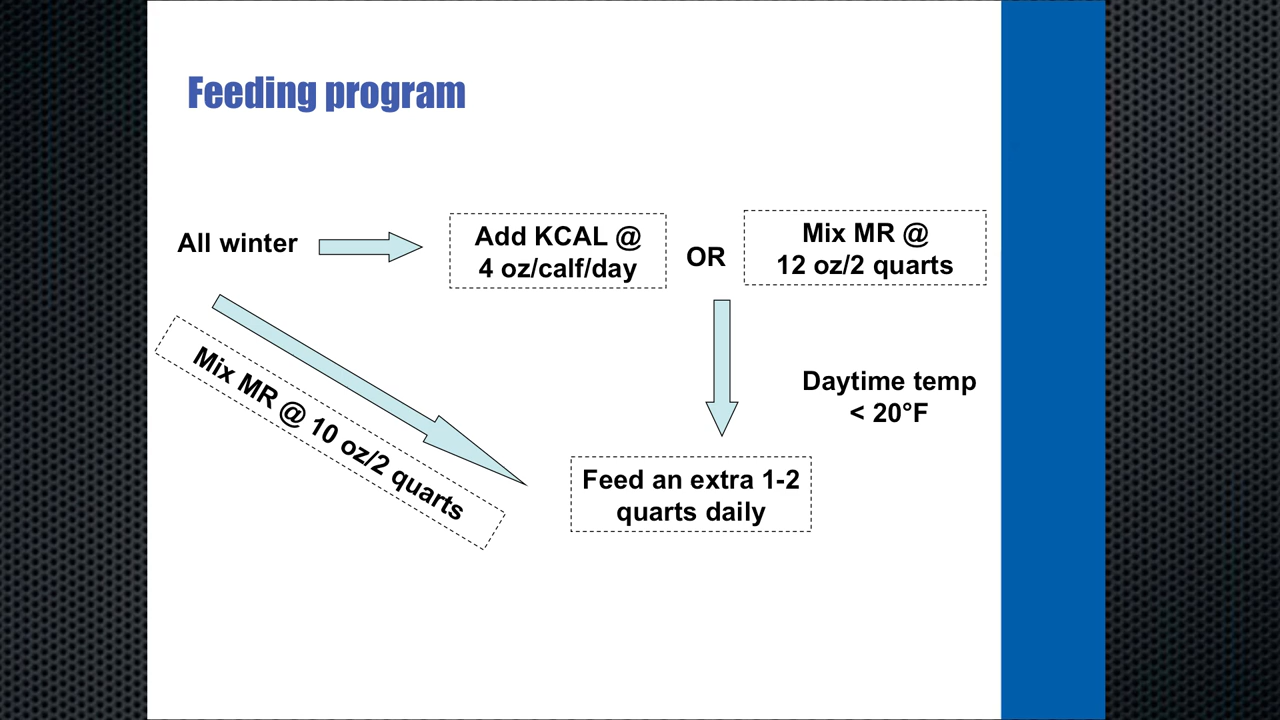 Feeding program
All winter
Add KCAL @
4 oz/calf/day
OR
Mix MR @
12 oz/2 quarts
Mix MR @ 10 oz/2 quarts
Daytime temp
< 20°F
Feed an extra 1-2
quarts daily